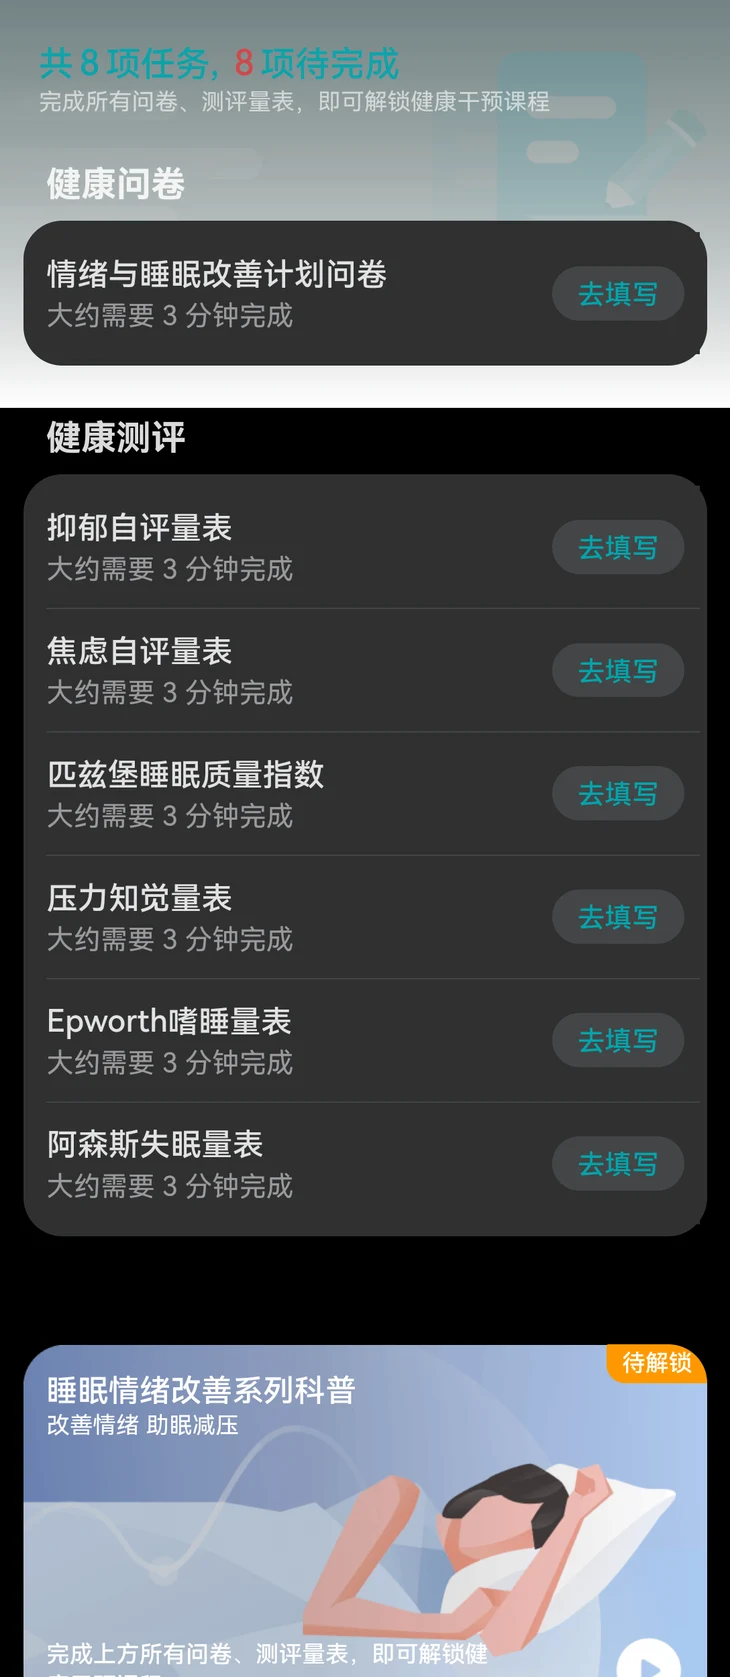 共 8 项任务, 8 项待完成
完成所有问卷、测评量表，即可解锁健康干预课程
健康问卷
情绪与睡眠改善计划问卷
大约需要 3 分钟完成
去填写
健康测评
抑郁自评量表
大约需要 3 分钟完成
去填写
焦虑自评量表
大约需要 3 分钟完成
去填写
匹兹堡睡眠质量指数
大约需要 3 分钟完成
去填写
压力知觉量表
大约需要 3 分钟完成
去填写
Epworth嗜睡量表
大约需要 3 分钟完成
去填写
阿森斯失眠量表
大约需要 3 分钟完成
去填写
待解锁
睡眠情绪改善系列科普
改善情绪 助眠减压
完成上方所有问卷、测评量表，即可解锁健